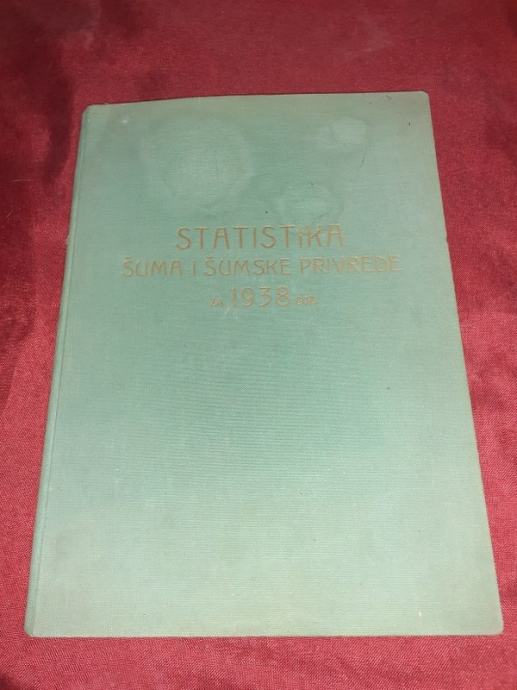 STATISTIKA
ŠUMA I ŠUMSKE PRIVREDE
ZA 1938 GOD.